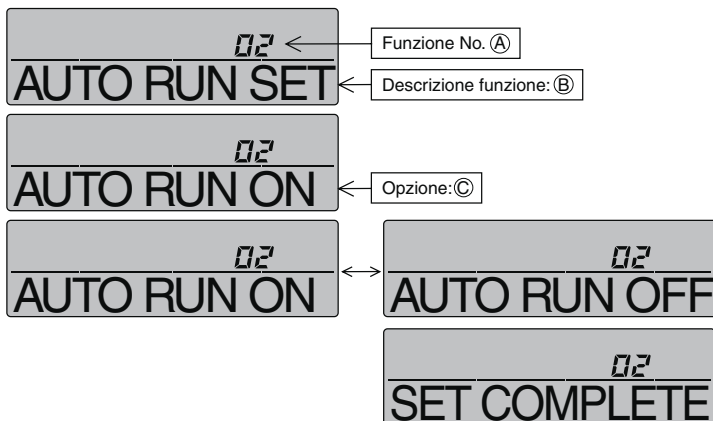 02
Funzione No. Ⓐ
AUTO RUN SET
Descrizione funzione: Ⓑ
02
AUTO RUN ON
Opzione: Ⓒ
02
AUTO RUN ON
02
AUTO RUN OFF
02
SET COMPLETE